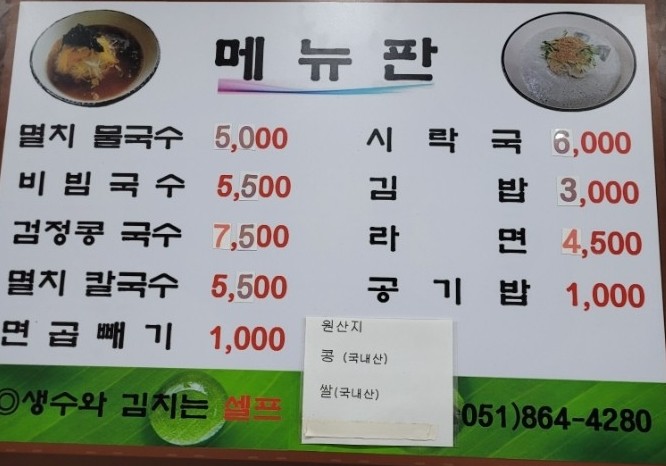 메뉴판
멸치 물국수 5,000
비빔국수 5,500
검정콩 국수 7,500
멸치 칼국수 5,500
면곱빼기 1,000
시락국 6,000
김밥 3,000
라면 4,500
공기밥 1,000
원산지
콩 (국내산)
쌀(국내산)
◎생수와 김치는 셀프
051)864-4280